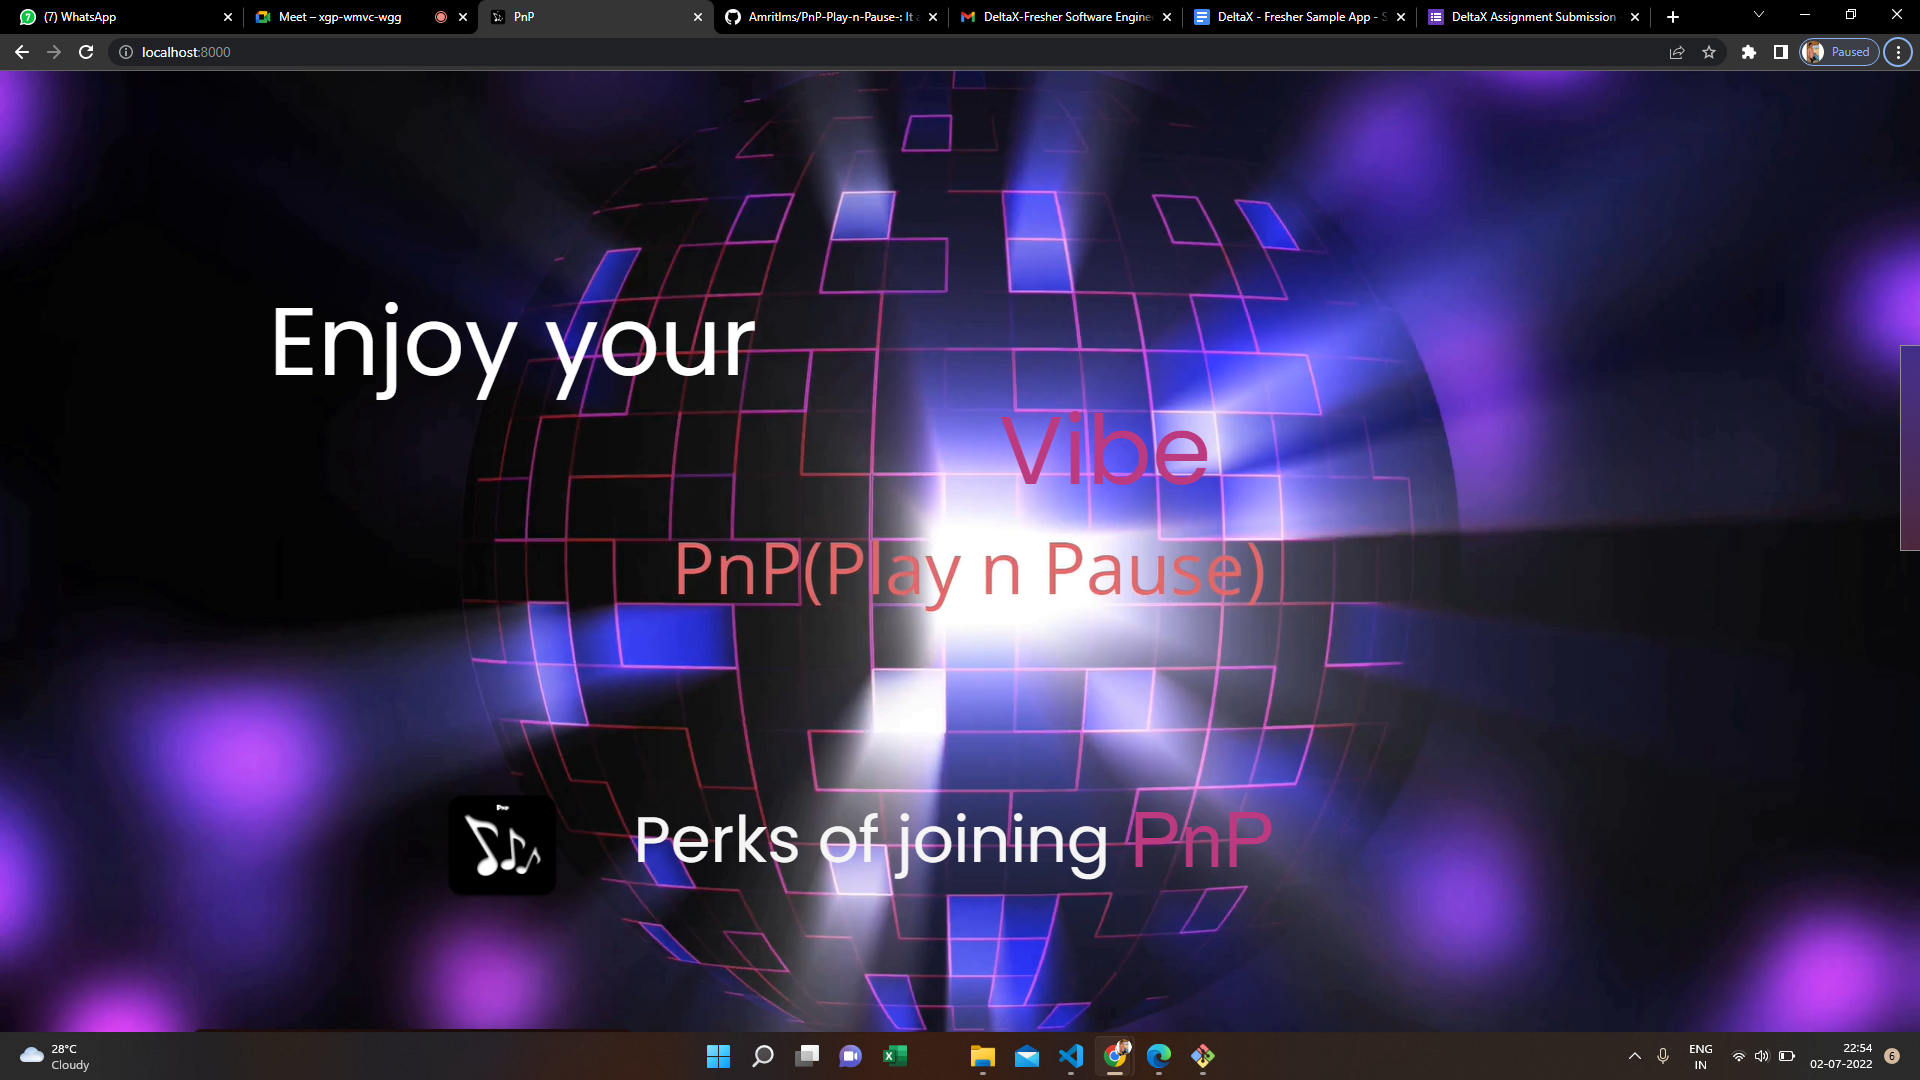 (7) WhatsApp
Meet – xgp-wmvc-wgg
PnP
Amritlms/PnP-Play-n-Pause-: It a
DeltaX-Fresher Software Enginee
DeltaX - Fresher Sample App - S
DeltaX Assignment Submission
localhost:8000
Paused
Enjoy your
Vibe
PnP(Play n Pause)
PnP
Perks of joining PnP
28°C
Cloudy
ENG
IN
22:54
02-07-2022
6